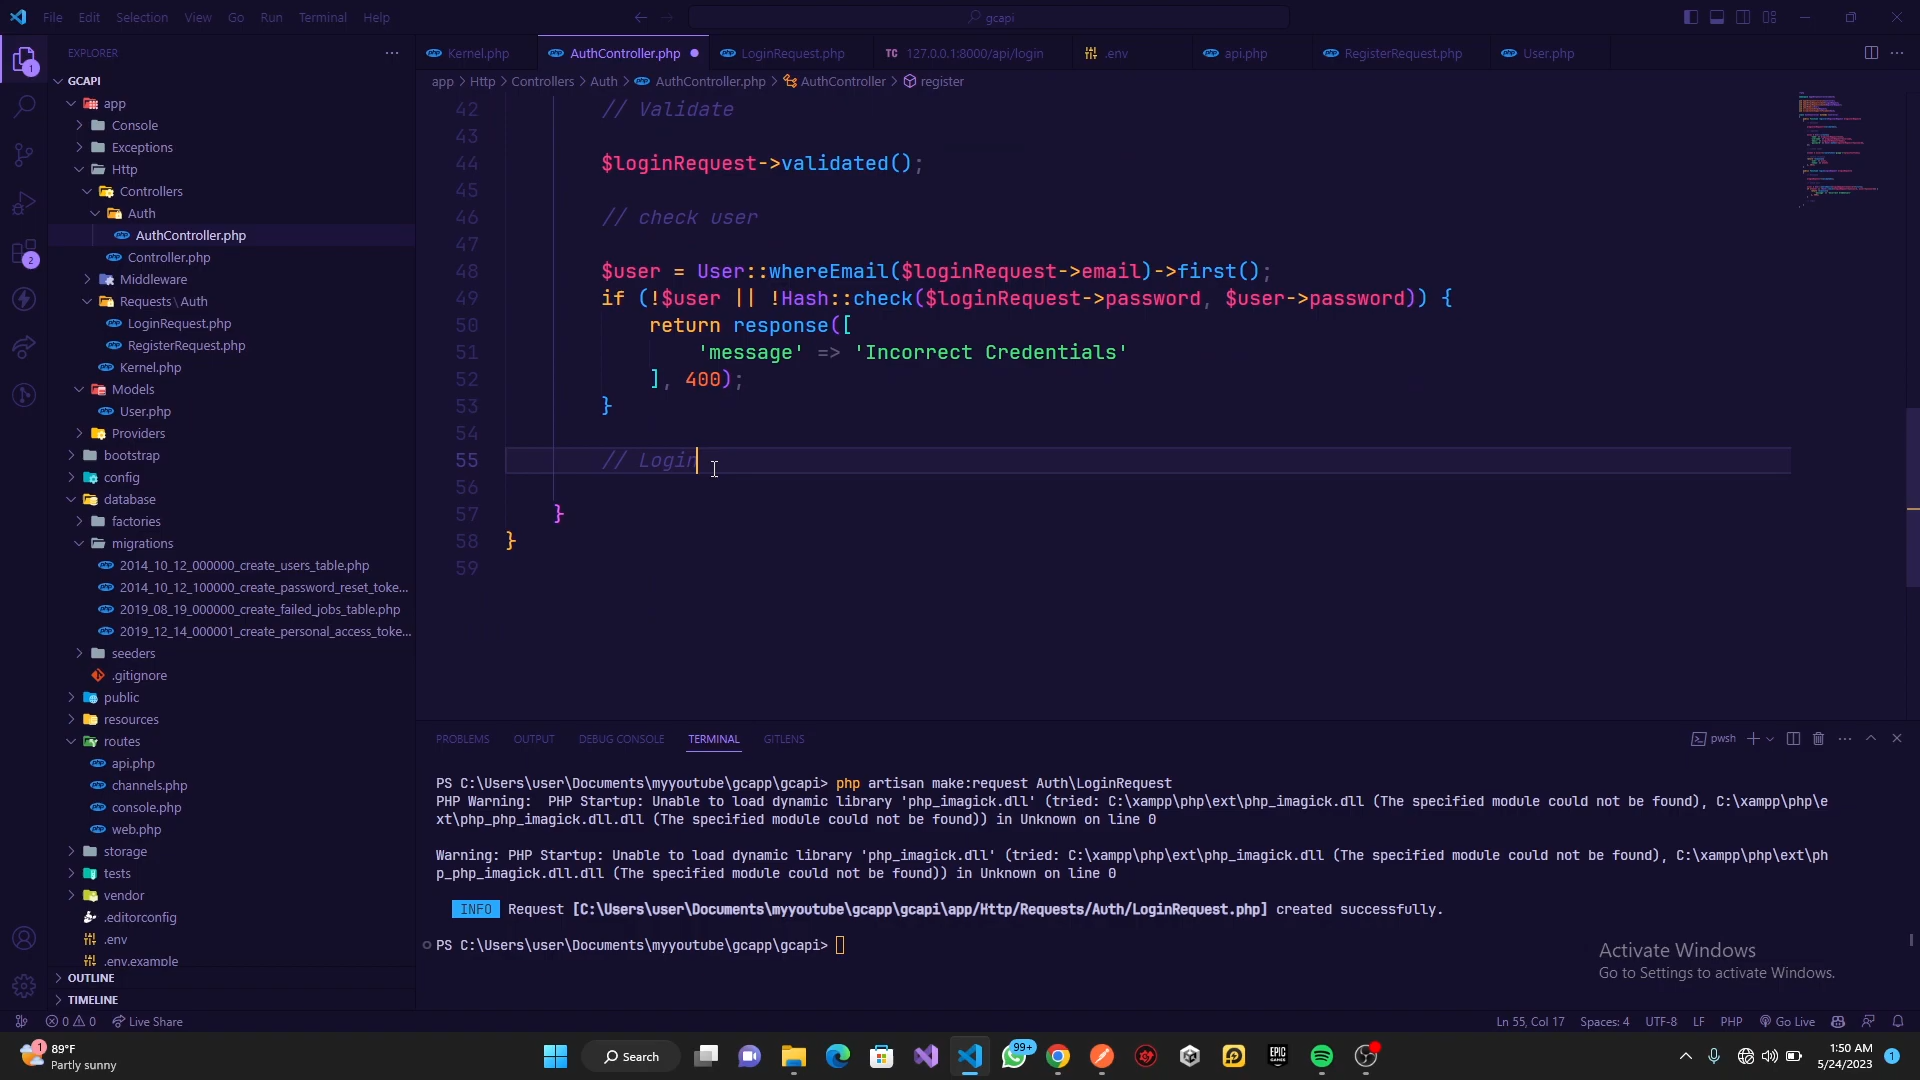 File Edit Selection View Go Run Terminal Help
gcapi
EXPLORER
Kernel.php
AuthController.php
LoginRequest.php
TC 127.0.0.1:8000/api/login
.env
api.php
RegisterRequest.php
User.php
app > Http > Controllers > Auth > AuthController.php > AuthController > register
GCAPI
app
Console
Exceptions
Http
Controllers
Auth
AuthController.php
Controller.php
Middleware
Requests\Auth
LoginRequest.php
RegisterRequest.php
Kernel.php
Models
User.php
Providers
bootstrap
config
database
factories
migrations
2014_10_12_000000_create_users_table.php
2014_10_12_100000_create_password_reset_toke...
2019_08_19_000000_create_failed_jobs_table.php
2019_12_14_000001_create_personal_access_toke...
seeders
.gitignore
public
resources
routes
api.php
channels.php
console.php
web.php
storage
tests
vendor
.editorconfig
.env
.env.example
OUTLINE
TIMELINE
42 // Validate
43
44 $loginRequest->validated();
45
46 // check user
47
48 $user = User::whereEmail($loginRequest->email)->first();
49 if (!$user || !Hash::check($loginRequest->password, $user->password)) {
50 return response([
51 'message' => 'Incorrect Credentials'
52 ], 400);
53 }
54
55 // Login
56
57 }
58 }
59
PROBLEMS OUTPUT DEBUG CONSOLE TERMINAL GITLENS
pwsh
PS C:\Users\user\Documents\myyoutube\gcapp\gcapi> php artisan make:request Auth\LoginRequest
PHP Warning:  PHP Startup: Unable to load dynamic library 'php_imagick.dll' (tried: C:\xampp\php\ext\php_imagick.dll (The specified module could not be found), C:\xampp\php\e
xt\php_php_imagick.dll.dll (The specified module could not be found)) in Unknown on line 0
Warning: PHP Startup: Unable to load dynamic library 'php_imagick.dll' (tried: C:\xampp\php\ext\php_imagick.dll (The specified module could not be found), C:\xampp\php\ext\ph
p_php_imagick.dll.dll (The specified module could not be found)) in Unknown on line 0
INFO Request [C:\Users\user\Documents\myyoutube\gcapp\gcapi\app/Http/Requests/Auth/LoginRequest.php] created successfully.
PS C:\Users\user\Documents\myyoutube\gcapp\gcapi>
Activate Windows
Go to Settings to activate Windows.
0 0 Live Share
Ln 55, Col 17 Spaces: 4 UTF-8 LF PHP Go Live
89°F
Partly sunny
Search
99+
EPIC GAMES
1:50 AM
5/24/2023